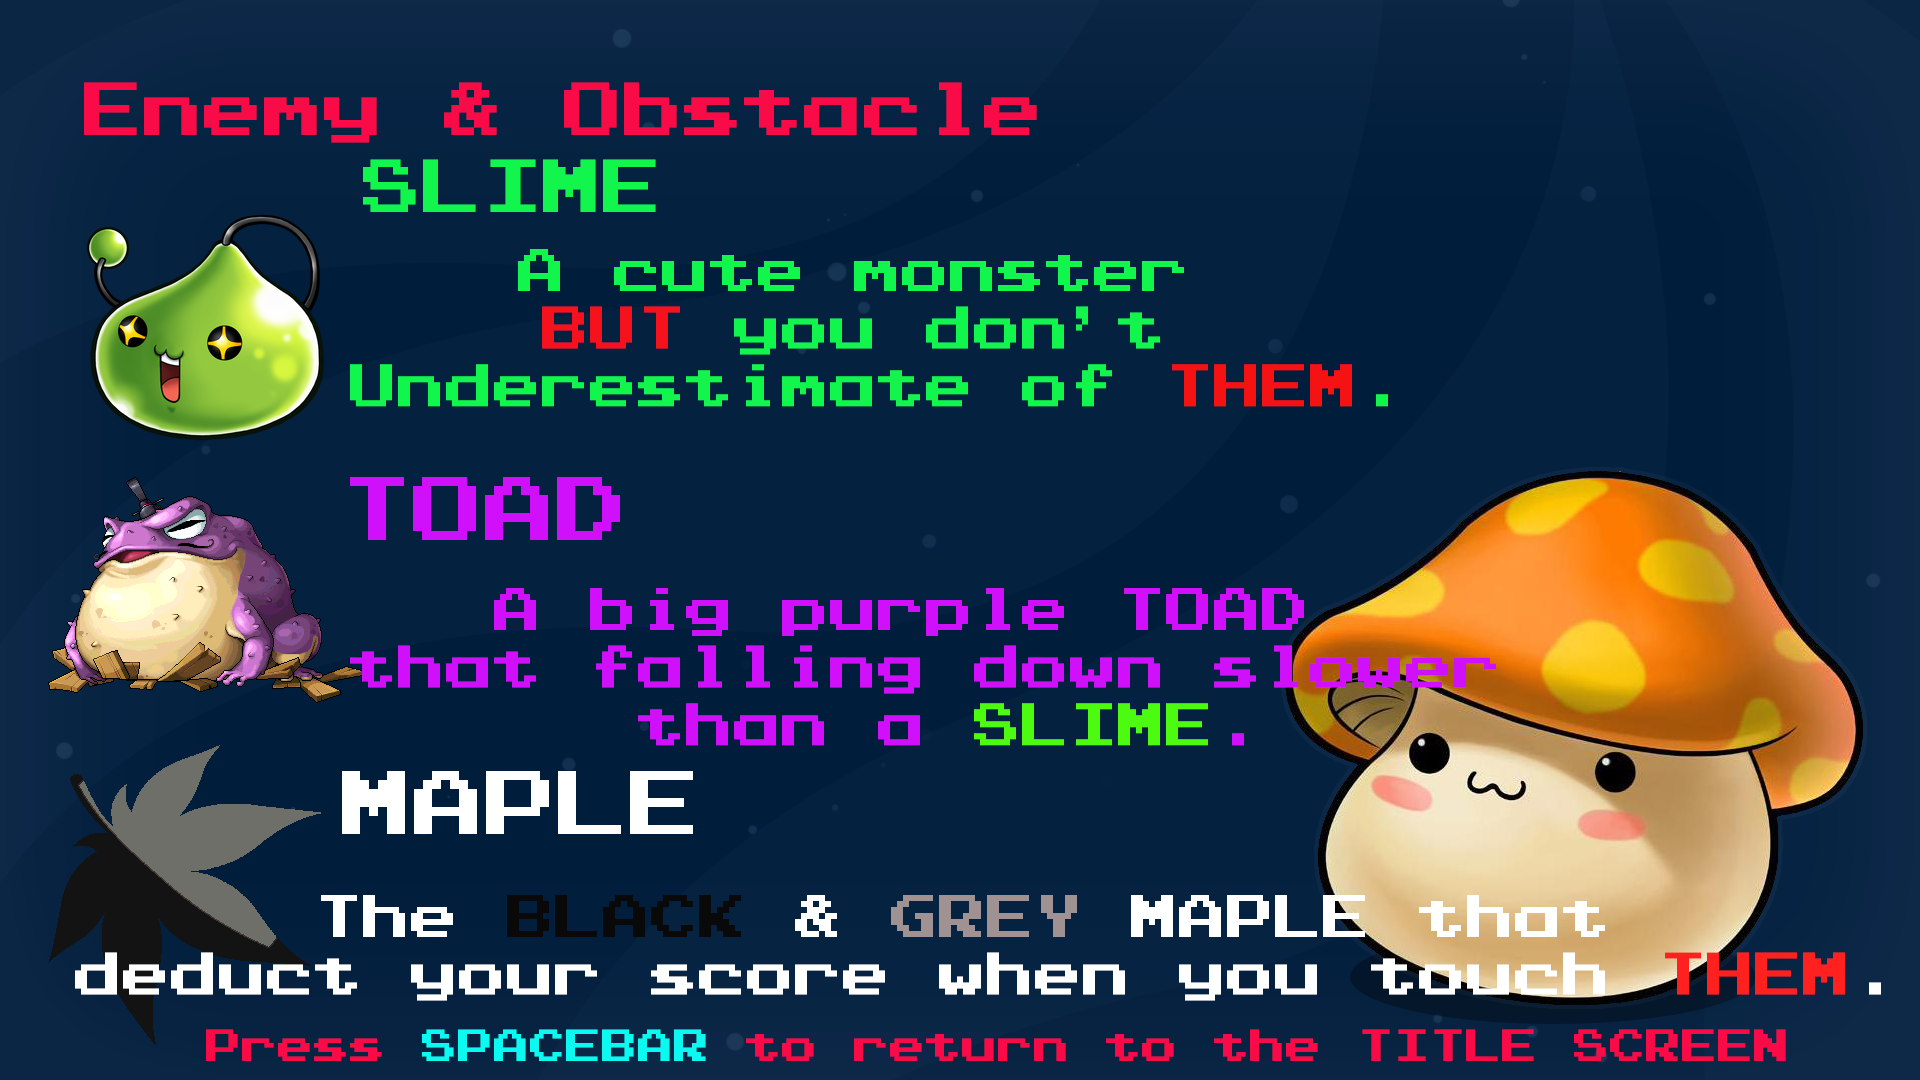 Enemy & Obstacle
SLIME
A cute monster
BUT you don't
Underestimate of THEM.
TOAD
A big purple TOAD
that falling down slower
than a SLIME.
MAPLE
The BLACK & GREY MAPLE that
deduct your score when you touch THEM.
Press SPACEBAR to return to the TITLE SCREEN